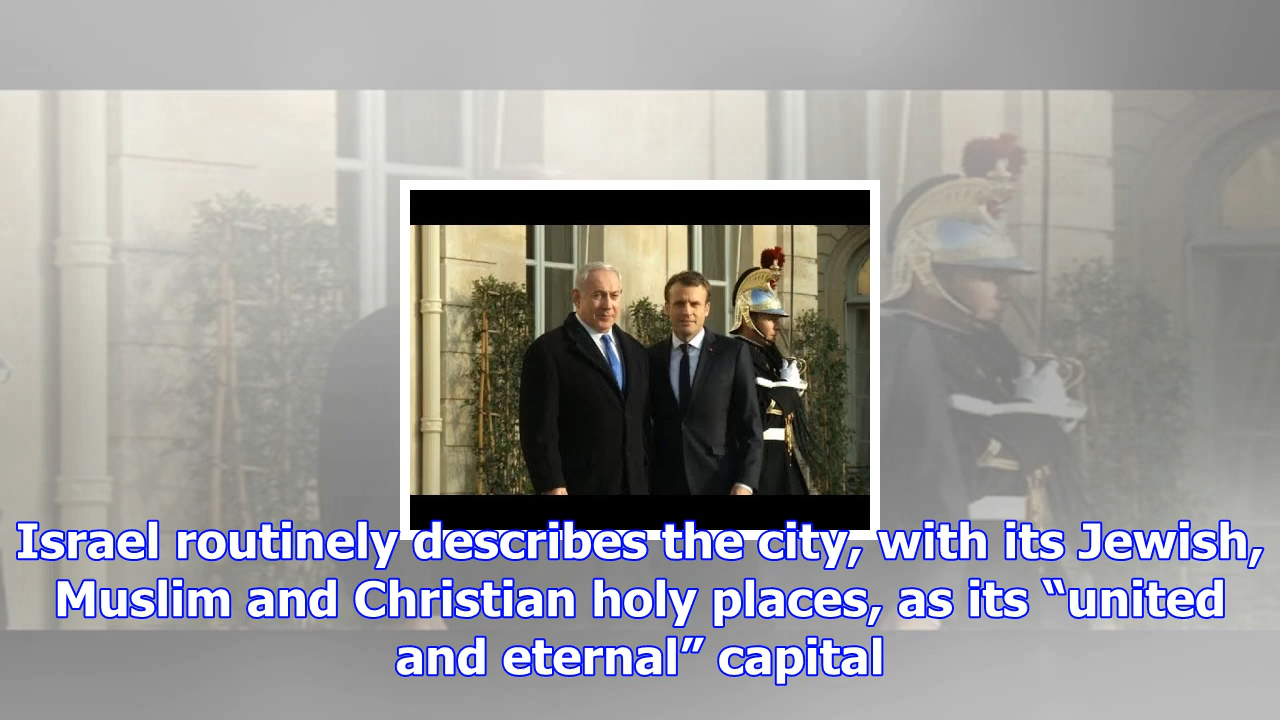 Israel routinely describes the city, with its Jewish,
Muslim and Christian holy places, as its “united
and eternal” capital